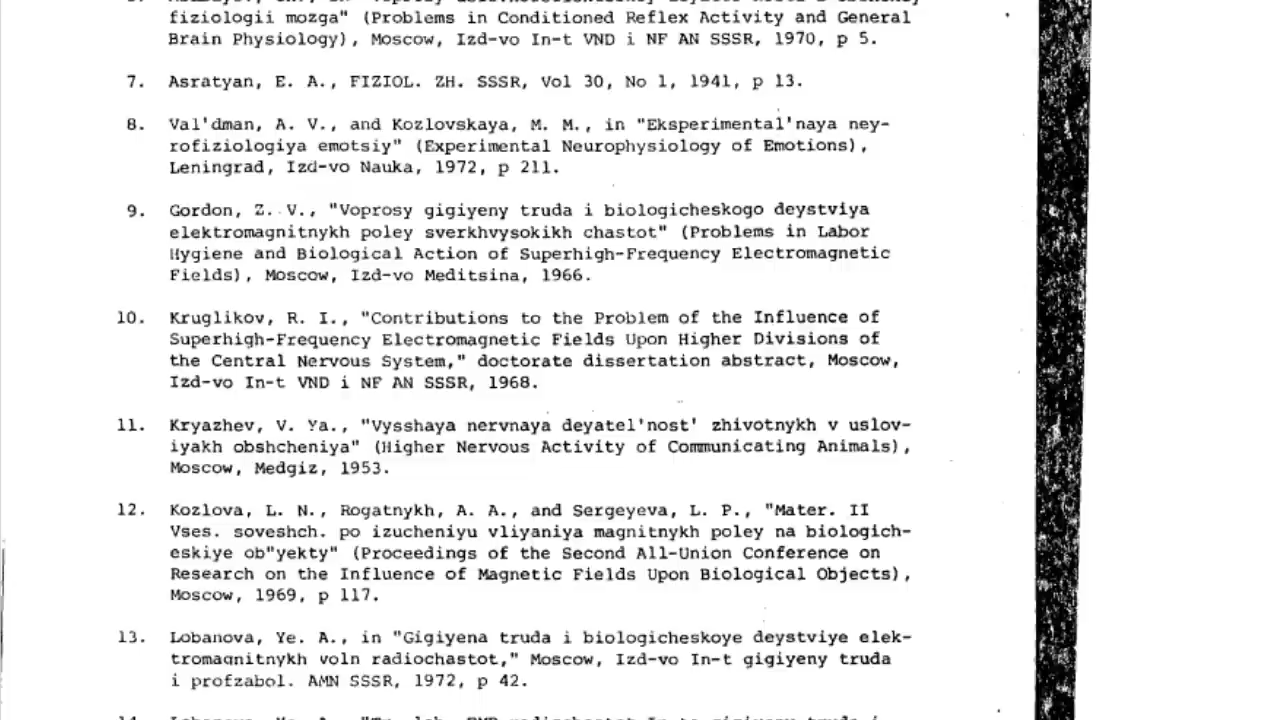 fiziologii mozga" (Problems in Conditioned Reflex Activity and General
Brain Physiology), Moscow, Izd-vo In-t VND i NF AN SSSR, 1970, p 5.
7. Asratyan, E. A., FIZIOL. ZH. SSSR, Vol 30, No 1, 1941, p 13.
8. Val'dman, A. V., and Kozlovskaya, M. M., in "Eksperimental'naya ney-
rofiziologiya emotsiy" (Experimental Neurophysiology of Emotions),
Leningrad, Izd-vo Nauka, 1972, p 211.
9. Gordon, Z. V., "Voprosy gigiyeny truda i biologicheskogo deystviya
elektromagnitnykh poley sverkhvysokikh chastot" (Problems in Labor
Hygiene and Biological Action of Superhigh-Frequency Electromagnetic
Fields), Moscow, Izd-vo Meditsina, 1966.
10. Kruglikov, R. I., "Contributions to the Problem of the Influence of
Superhigh-Frequency Electromagnetic Fields Upon Higher Divisions of
the Central Nervous System," doctorate dissertation abstract, Moscow,
Izd-vo In-t VND i NF AN SSSR, 1968.
11. Kryazhev, V. Ya., "Vysshaya nervnaya deyatel'nost' zhivotnykh v uslov-
iyakh obshcheniya" (Higher Nervous Activity of Communicating Animals),
Moscow, Medgiz, 1953.
12. Kozlova, L. N., Rogatnykh, A. A., and Sergeyeva, L. P., "Mater. II
Vses. soveshch. po izucheniyu vliyaniya magnitnykh poley na biologich-
eskiye ob"yekty" (Proceedings of the Second All-Union Conference on
Research on the Influence of Magnetic Fields Upon Biological Objects),
Moscow, 1969, p 117.
13. Lobanova, Ye. A., in "Gigiyena truda i biologicheskoye deystviye elek-
tromagnitnykh voln radiochastot," Moscow, Izd-vo In-t gigiyeny truda
i profzabol. AMN SSSR, 1972, p 42.